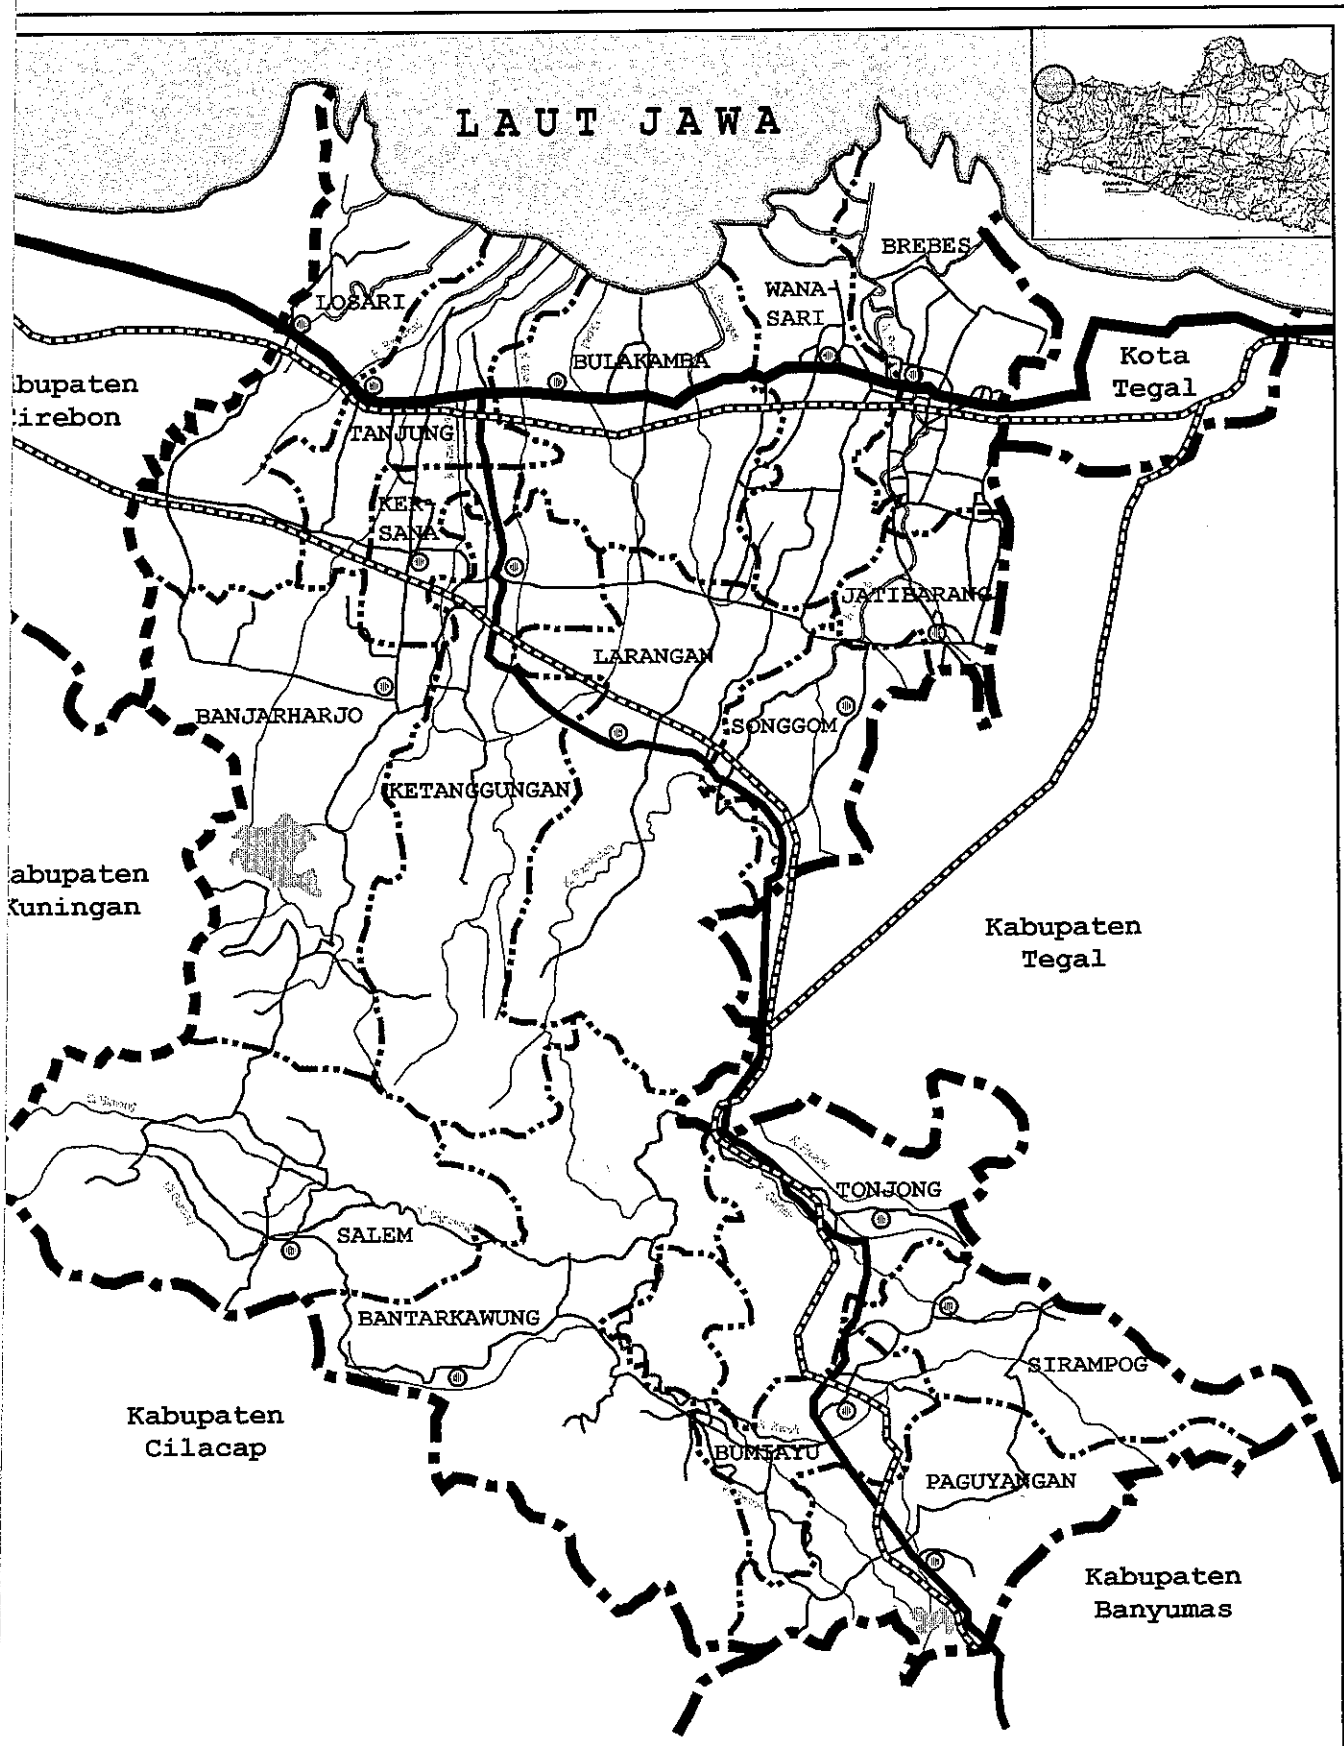 LAUT JAWA
BREBES
LOSARI
WANA-
SARI
BULAKAMBA
Kota
Tegal
abupaten
irebon
TANJUNG
KER-
SANA
JATIBARANG
LARANGAN
BANJARHARJO
SONGGOM
KETANGGUNGAN
abupaten
Kuningan
Kabupaten
Tegal
TONJONG
SALEM
BANTARKAWUNG
SIRAMPOG
Kabupaten
Cilacap
BUMIAYU
PAGUYANGAN
Kabupaten
Banyumas